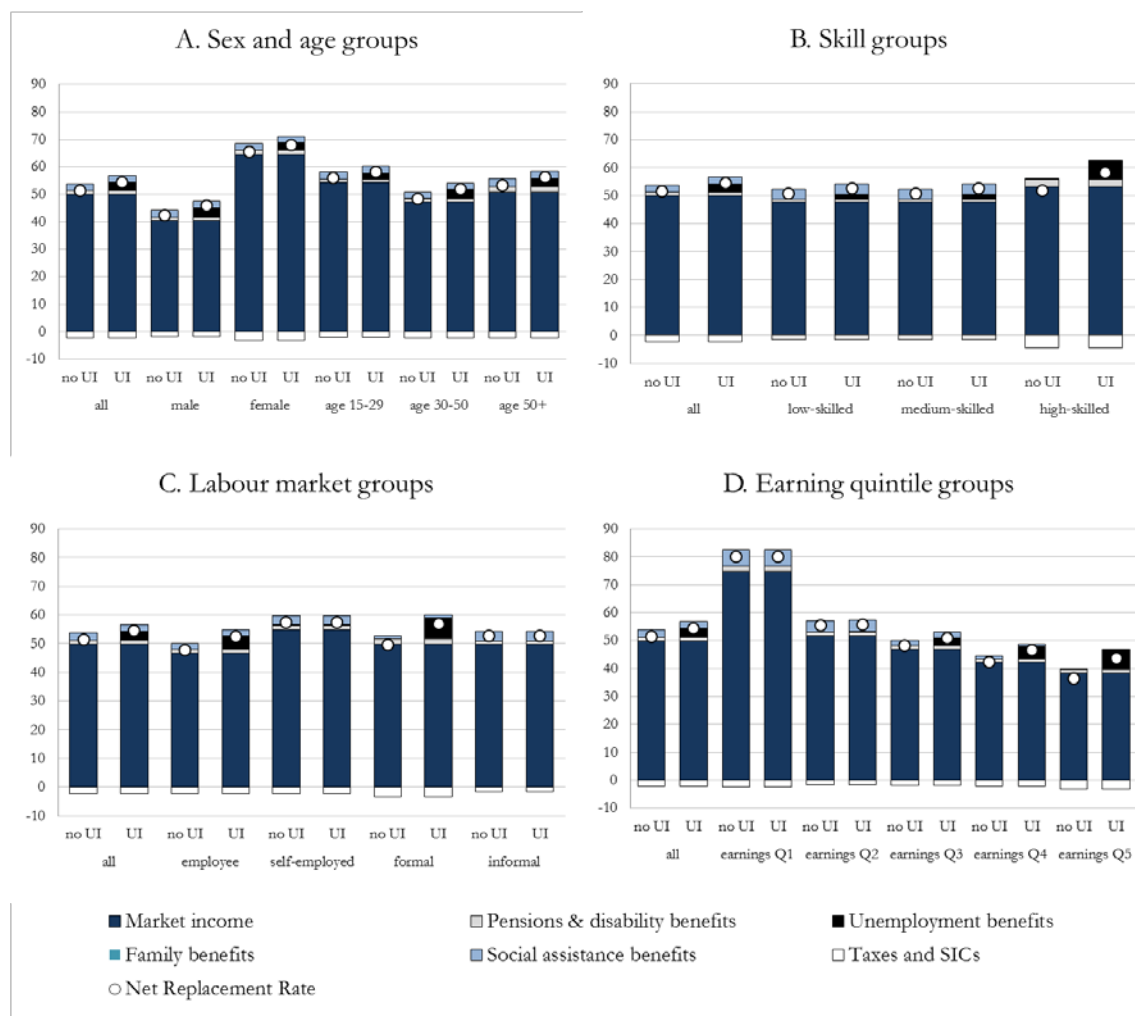 A. Sex and age groups
90
80
70
60
50
40
30
20
10
0
-10
no UI UI no UI UI no UI UI no UI UI no UI UI no UI UI
all male female age 15-29 age 30-50 age 50+
B. Skill groups
90
80
70
60
50
40
30
20
10
0
-10
no UI UI no UI UI no UI UI no UI UI
all low-skilled medium-skilled high-skilled
C. Labour market groups
90
80
70
60
50
40
30
20
10
0
-10
no UI UI no UI UI no UI UI no UI UI no UI UI
all employee self-employed formal informal
D. Earning quintile groups
90
80
70
60
50
40
30
20
10
0
-10
no UI UI no UI UI no UI UI no UI UI no UI UI no UI UI
all earnings Q1 earnings Q2 earnings Q3 earnings Q4 earnings Q5
Market income Pensions & disability benefits Unemployment benefits
Family benefits Social assistance benefits Taxes and SICs
Net Replacement Rate